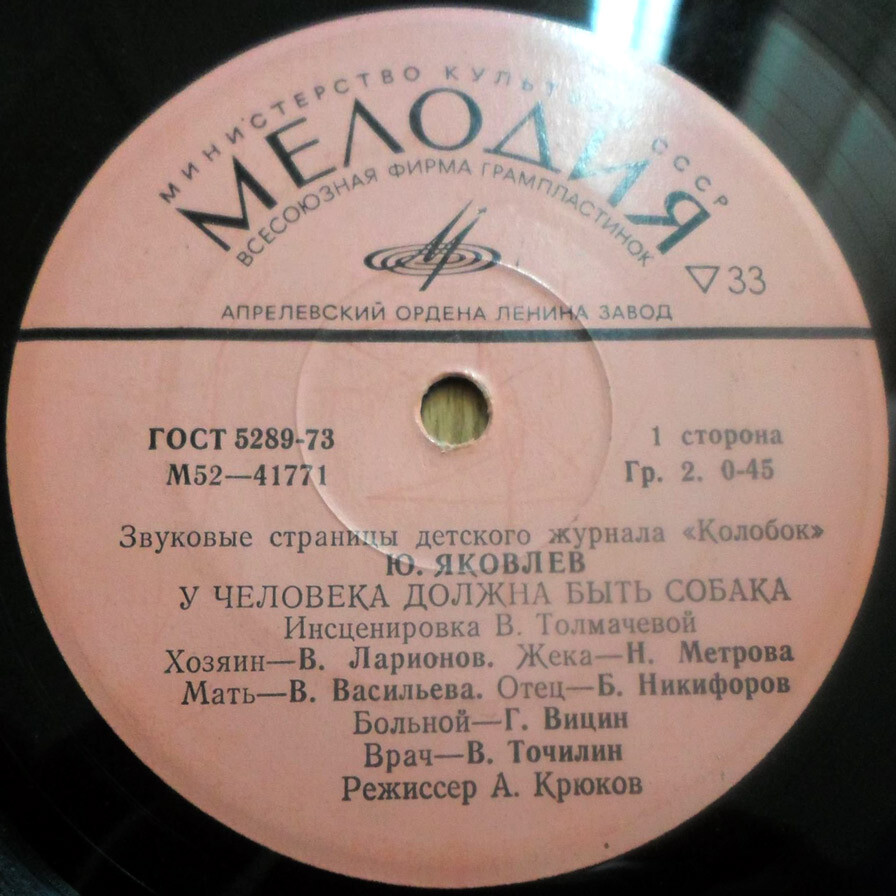 МИНИСТЕРСТВО КУЛЬТУРЫ СССР
МЕЛОДИЯ
ВСЕСОЮЗНАЯ ФИРМА ГРАМПЛАСТИНОК
33
АПРЕЛЕВСКИЙ ОРДЕНА ЛЕНИНА ЗАВОД
ГОСТ 5289-73
М52—41771
1 сторона
Гр. 2. 0-45
Звуковые страницы детского журнала «Колобок»
Ю. ЯКОВЛЕВ
У ЧЕЛОВЕКА ДОЛЖНА БЫТЬ СОБАКА
Инсценировка В. Толмачевой
Хозяин—В. Ларионов. Жека—Н. Метрова
Мать—В. Васильева. Отец—Б. Никифоров
Больной—Г. Вицин
Врач—В. Точилин
Режиссер А. Крюков